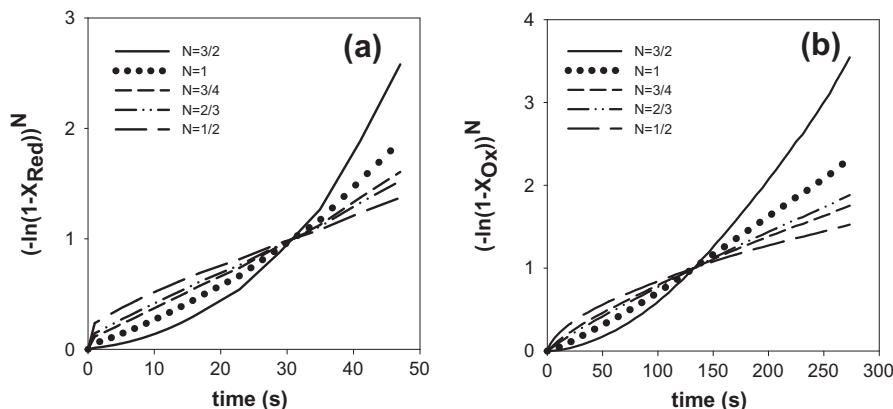 (a)
3
2
1
0
N=3/2
N=1
N=3/4
N=2/3
N=1/2
(-ln(1-X_Red))^N
0 10 20 30 40 50
time (s)
(b)
4
3
2
1
0
N=3/2
N=1
N=3/4
N=2/3
N=1/2
(-ln(1-X_Ox))^N
0 50 100 150 200 250 300
time (s)